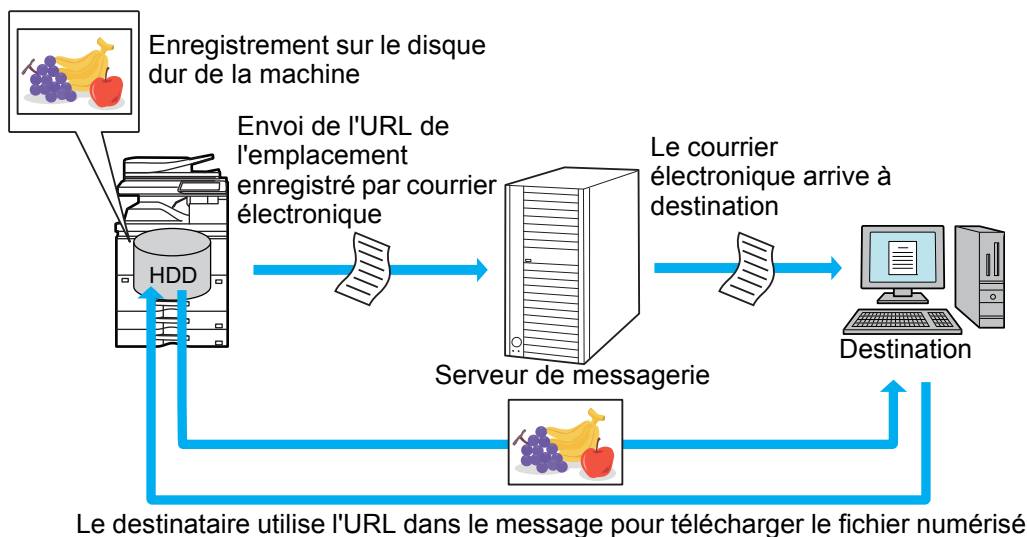 Enregistrement sur le disque
dur de la machine
Envoi de l'URL de
l'emplacement
enregistré par courrier
électronique
Le courrier
électronique arrive à
destination
HDD
Destination
Serveur de messagerie
Le destinataire utilise l'URL dans le message pour télécharger le fichier numérisé